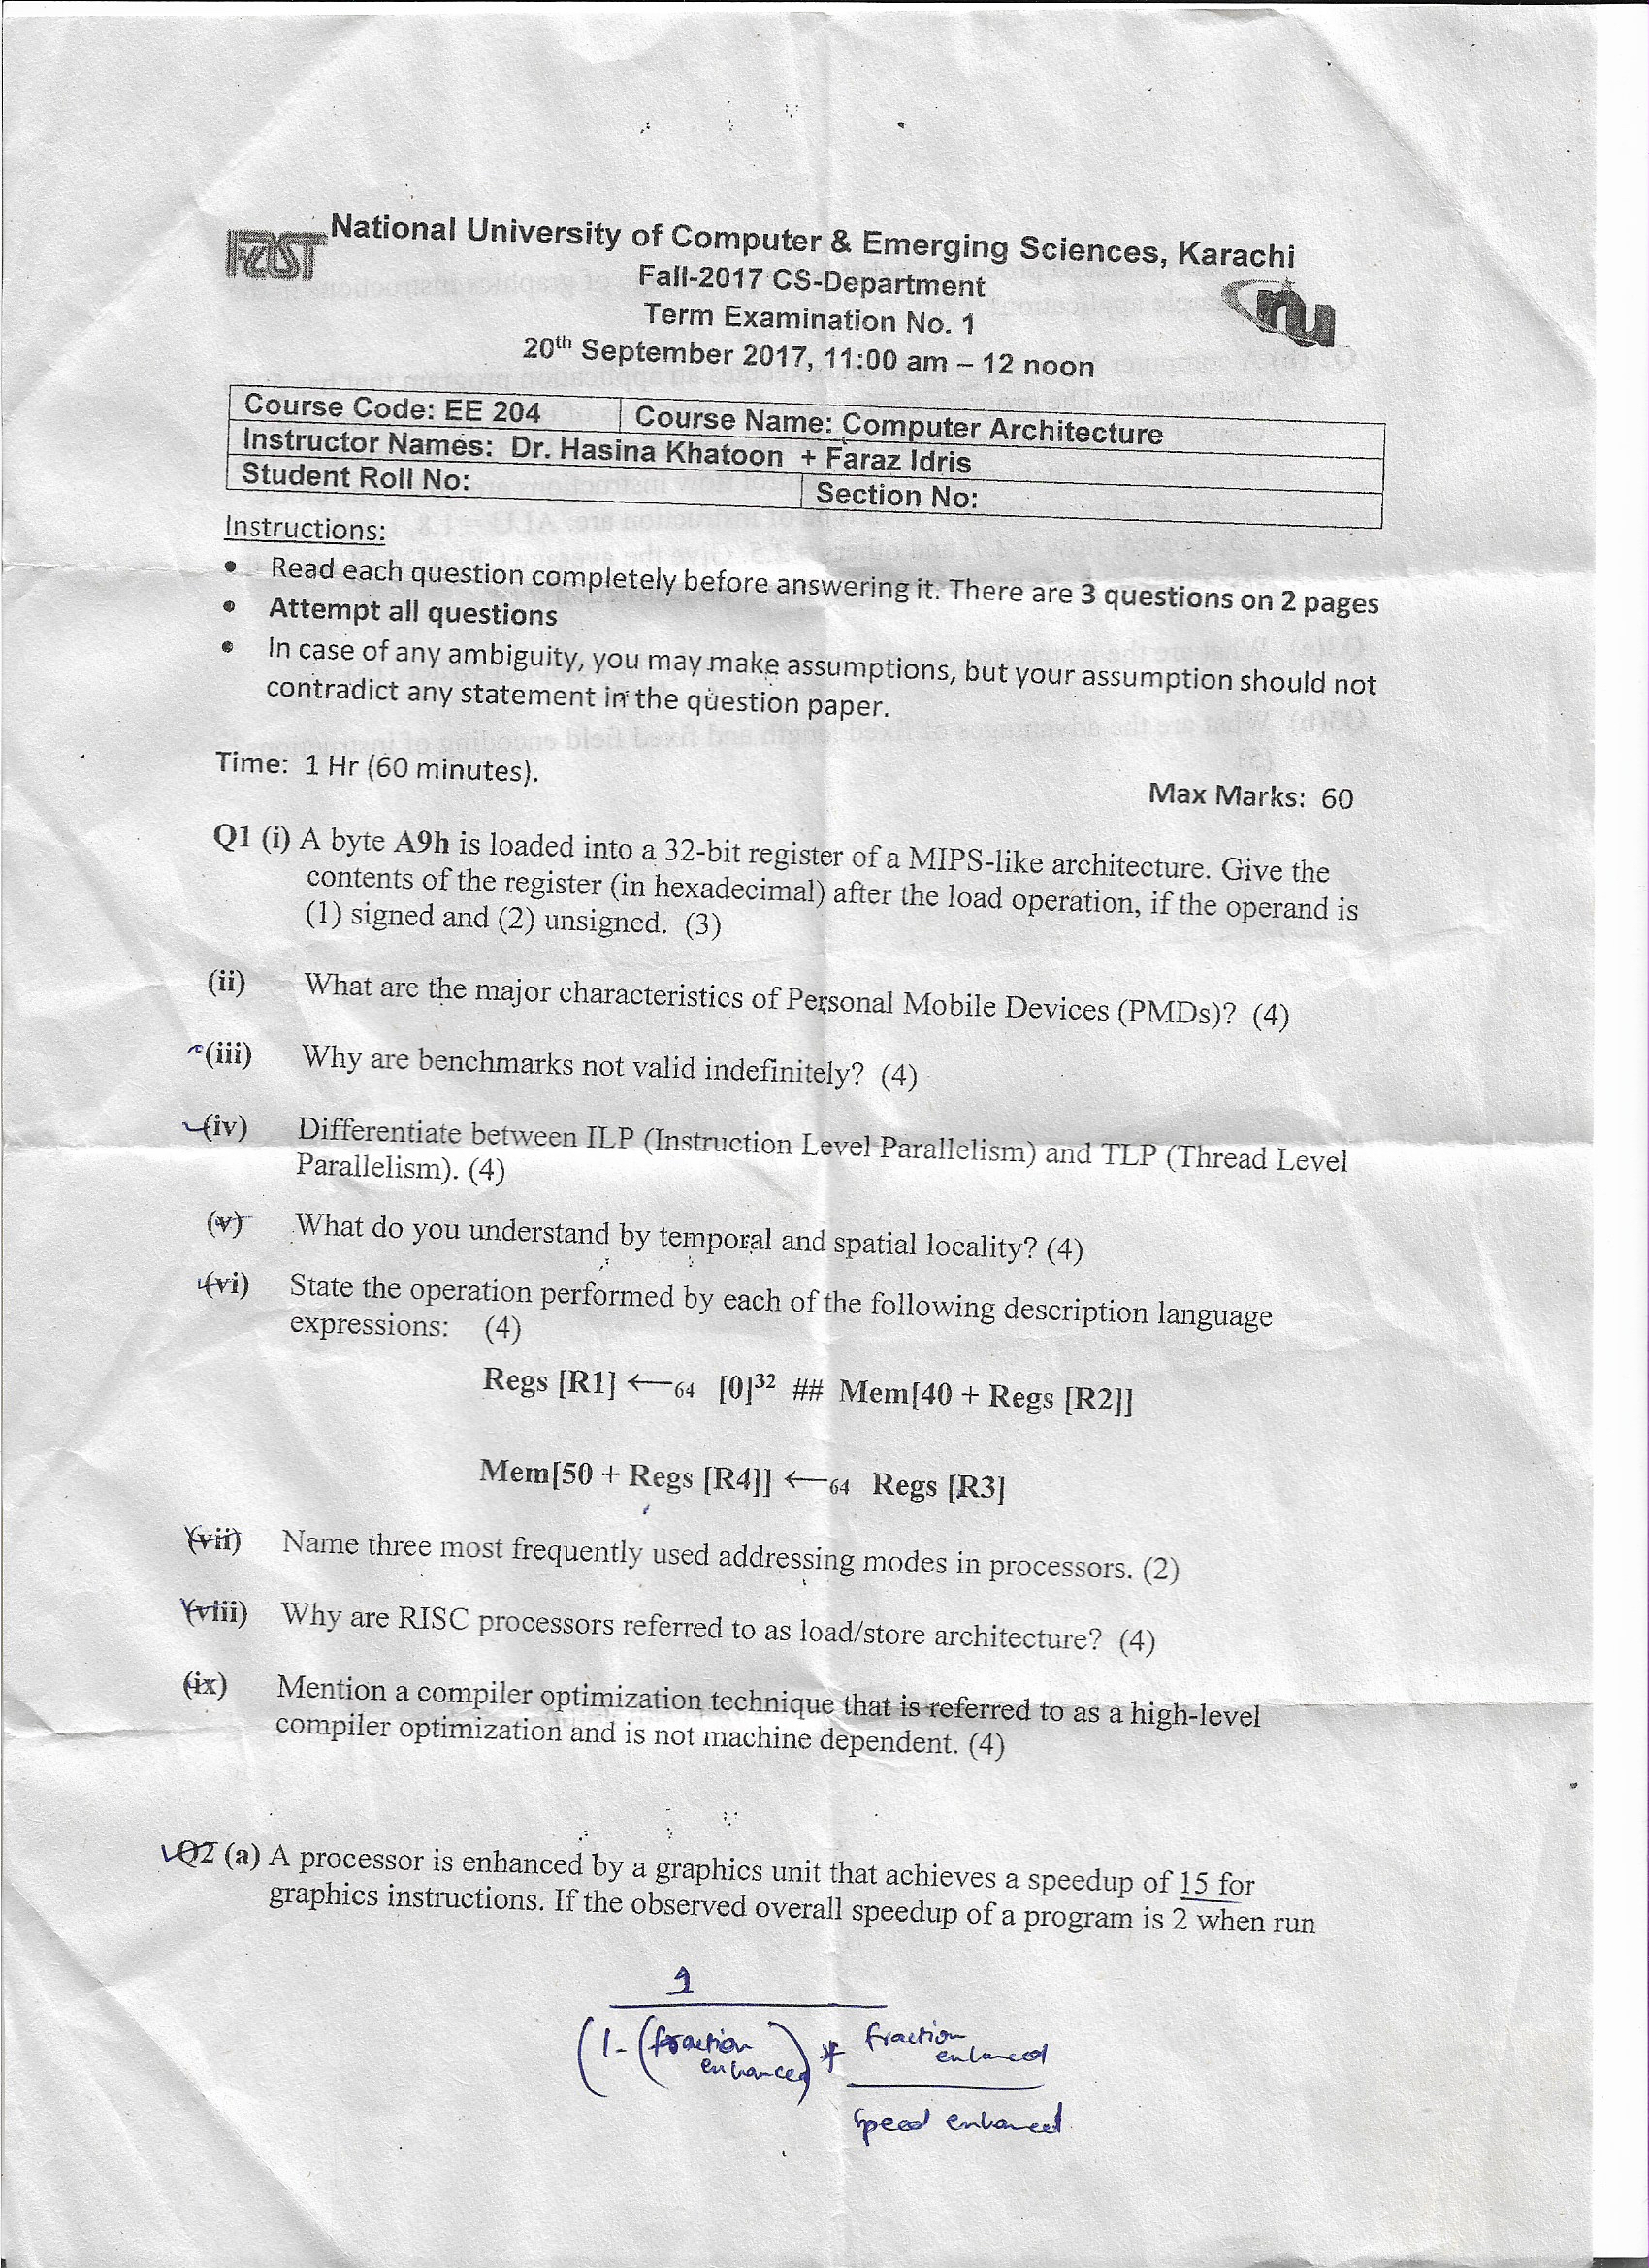 FAST National University of Computer & Emerging Sciences, Karachi
Fall-2017 CS-Department
nu
Term Examination No. 1
20th September 2017, 11:00 am – 12 noon
Course Code: EE 204 Course Name: Computer Architecture
Instructor Names: Dr. Hasina Khatoon + Faraz Idris
Student Roll No: Section No:
Instructions:
• Read each question completely before answering it. There are 3 questions on 2 pages
• Attempt all questions
• In case of any ambiguity, you may make assumptions, but your assumption should not
contradict any statement in the question paper.
Time: 1 Hr (60 minutes).
Max Marks: 60
Q1 (i) A byte A9h is loaded into a 32-bit register of a MIPS-like architecture. Give the
contents of the register (in hexadecimal) after the load operation, if the operand is
(1) signed and (2) unsigned. (3)
(ii) What are the major characteristics of Personal Mobile Devices (PMDs)? (4)
(iii) Why are benchmarks not valid indefinitely? (4)
(iv) Differentiate between ILP (Instruction Level Parallelism) and TLP (Thread Level
Parallelism). (4)
(v) What do you understand by temporal and spatial locality? (4)
(vi) State the operation performed by each of the following description language
expressions: (4)
Regs [R1] ←64 [0]32 ## Mem[40 + Regs [R2]]
Mem[50 + Regs [R4]] ←64 Regs [R3]
(vii) Name three most frequently used addressing modes in processors. (2)
(viii) Why are RISC processors referred to as load/store architecture? (4)
(ix) Mention a compiler optimization technique that is referred to as a high-level
compiler optimization and is not machine dependent. (4)
Q2 (a) A processor is enhanced by a graphics unit that achieves a speedup of 15 for
graphics instructions. If the observed overall speedup of a program is 2 when run
1
(1 - (fraction enhanced) + fraction enhanced
speed enhanced